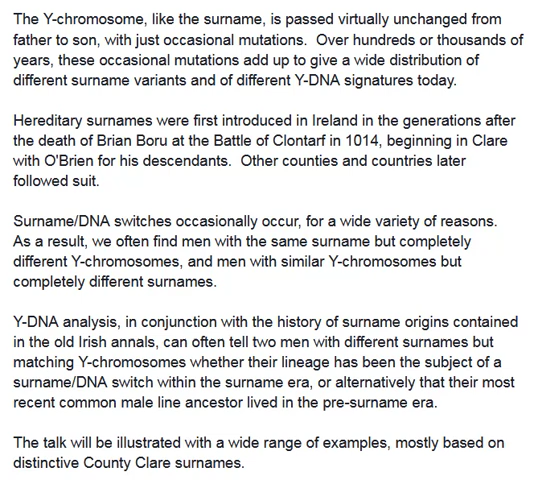 The Y-chromosome, like the surname, is passed virtually unchanged from
father to son, with just occasional mutations.  Over hundreds or thousands of
years, these occasional mutations add up to give a wide distribution of
different surname variants and of different Y-DNA signatures today.
Hereditary surnames were first introduced in Ireland in the generations after
the death of Brian Boru at the Battle of Clontarf in 1014, beginning in Clare
with O'Brien for his descendants.  Other counties and countries later
followed suit.
Surname/DNA switches occasionally occur, for a wide variety of reasons.
As a result, we often find men with the same surname but completely
different Y-chromosomes, and men with similar Y-chromosomes but
completely different surnames.
Y-DNA analysis, in conjunction with the history of surname origins contained
in the old Irish annals, can often tell two men with different surnames but
matching Y-chromosomes whether their lineage has been the subject of a
surname/DNA switch within the surname era, or alternatively that their most
recent common male line ancestor lived in the pre-surname era.
The talk will be illustrated with a wide range of examples, mostly based on
distinctive County Clare surnames.